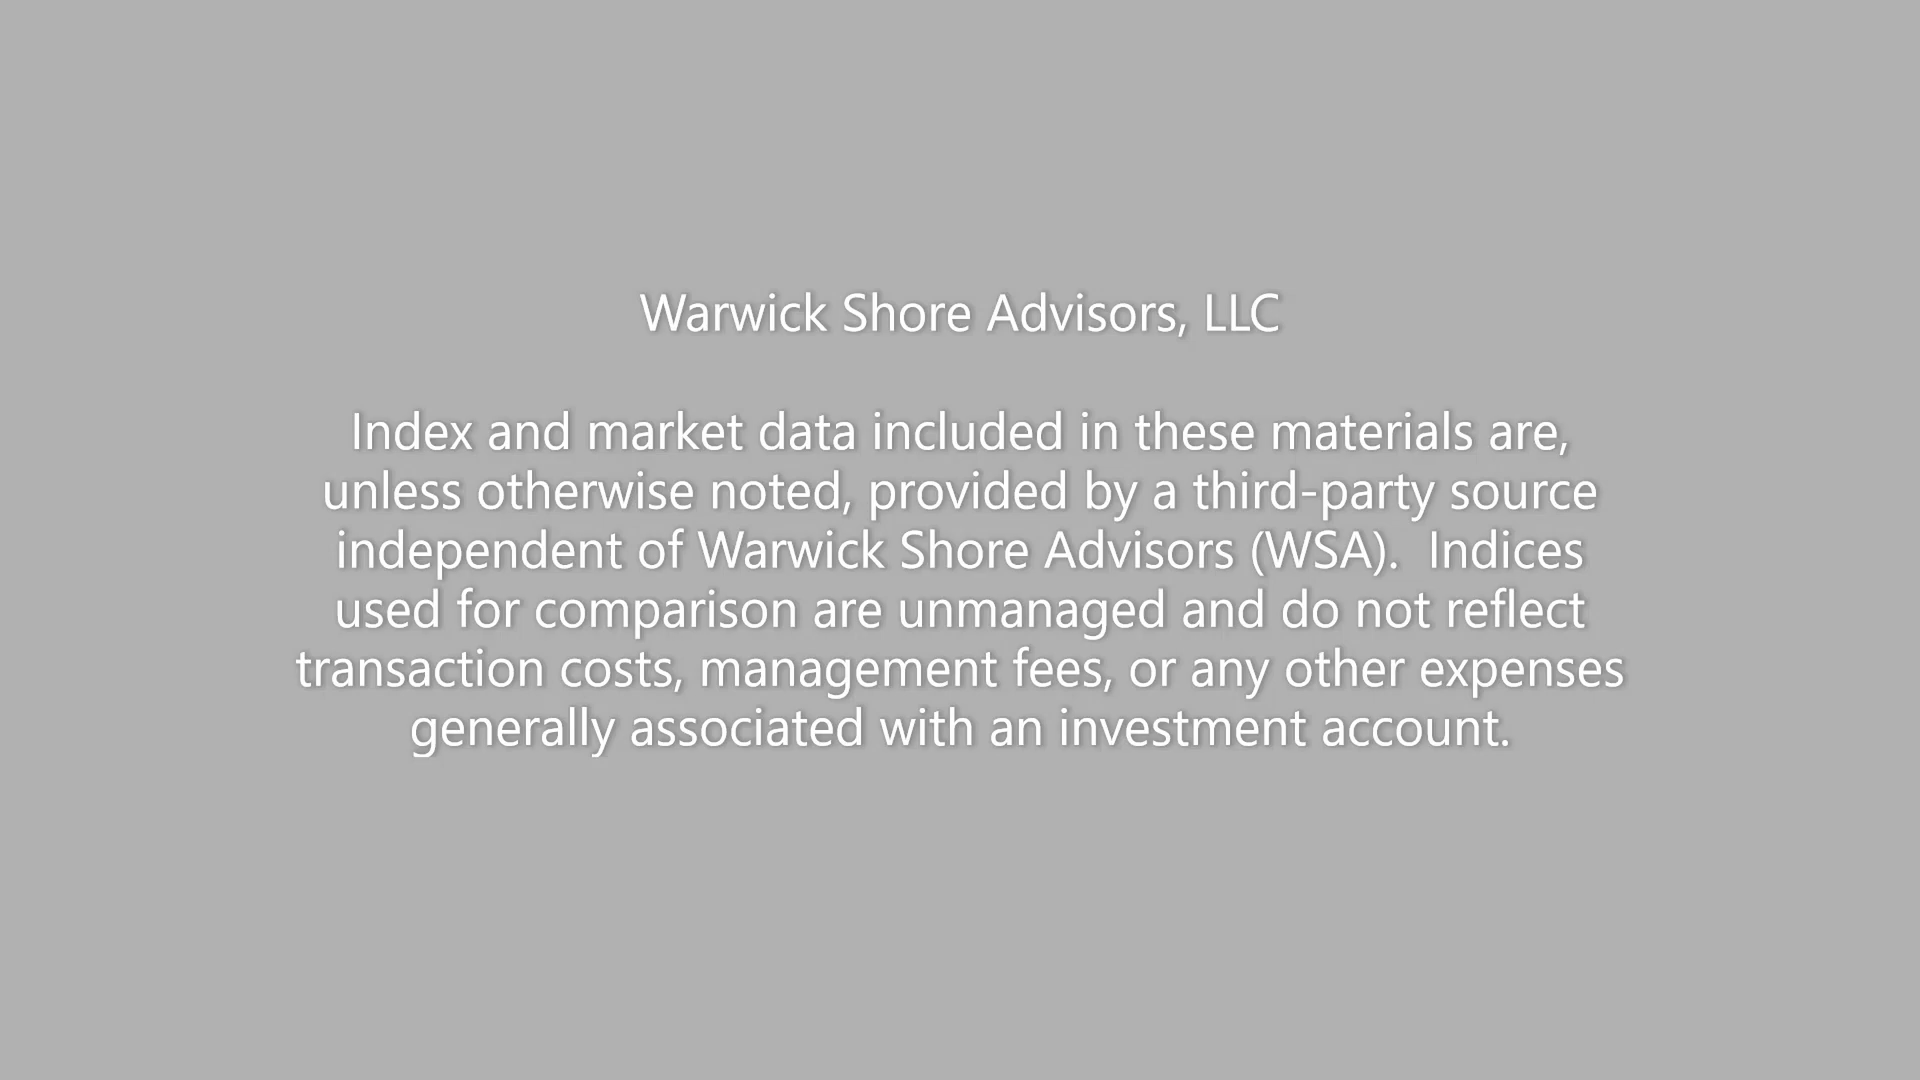 Warwick Shore Advisors, LLC
Index and market data included in these materials are,
unless otherwise noted, provided by a third-party source
independent of Warwick Shore Advisors (WSA).  Indices
used for comparison are unmanaged and do not reflect
transaction costs, management fees, or any other expenses
generally associated with an investment account.